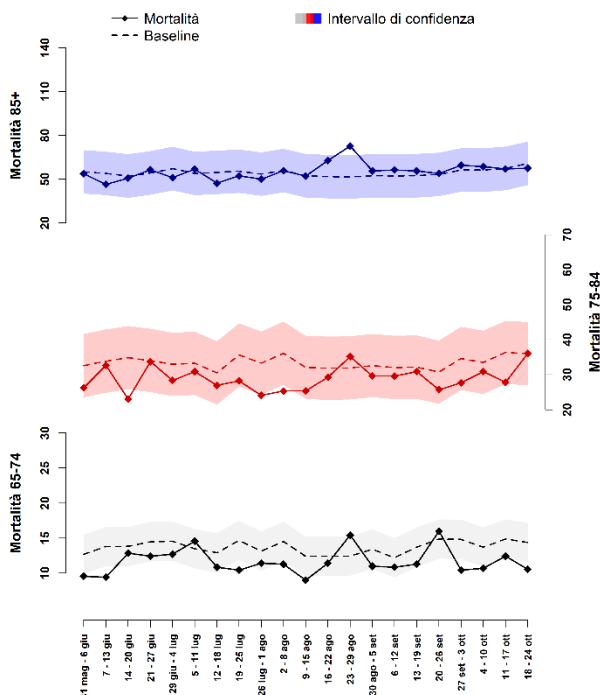 Mortalità
Intervallo di confidenza
Baseline
Mortalità 85+
140
110
80
50
20
Mortalità 75-84
70
60
50
40
30
20
Mortalità 65-74
30
25
20
15
10
1 mag - 6 giu
7 - 13 giu
14 - 20 giu
21 - 27 giu
29 giu - 4 lug
5 - 11 lug
12 - 18 lug
19 - 25 lug
26 lug - 1 ago
2 - 8 ago
9 - 15 ago
16 - 22 ago
23 - 29 ago
30 ago - 5 set
6 - 12 set
13 - 19 set
20 - 26 set
27 set - 3 ott
4 - 10 ott
11 - 17 ott
18 - 24 ott